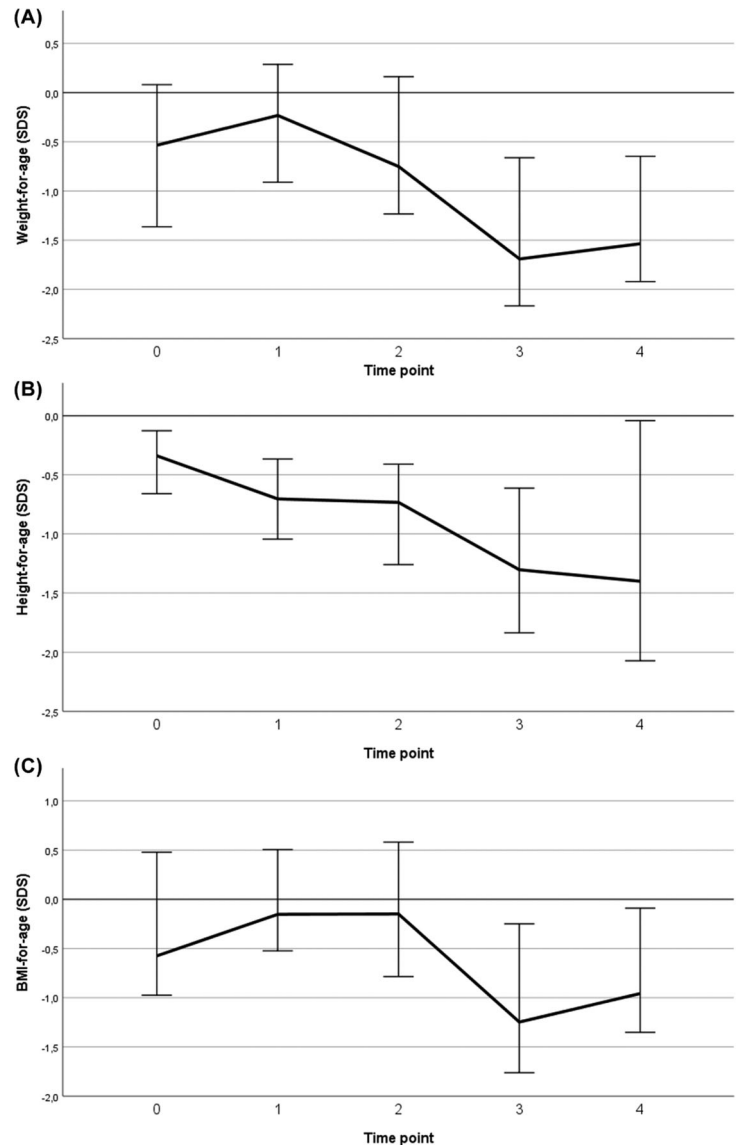 (A)
Weight-for-age (SDS)
0,5
0,0
-0,5
-1,0
-1,5
-2,0
-2,5
0 1 2 3 4
Time point
(B)
Height-for-age (SDS)
0,0
-0,5
-1,0
-1,5
-2,0
-2,5
0 1 2 3 4
Time point
(C)
BMI-for-age (SDS)
1,0
0,5
0,0
-0,5
-1,0
-1,5
-2,0
0 1 2 3 4
Time point